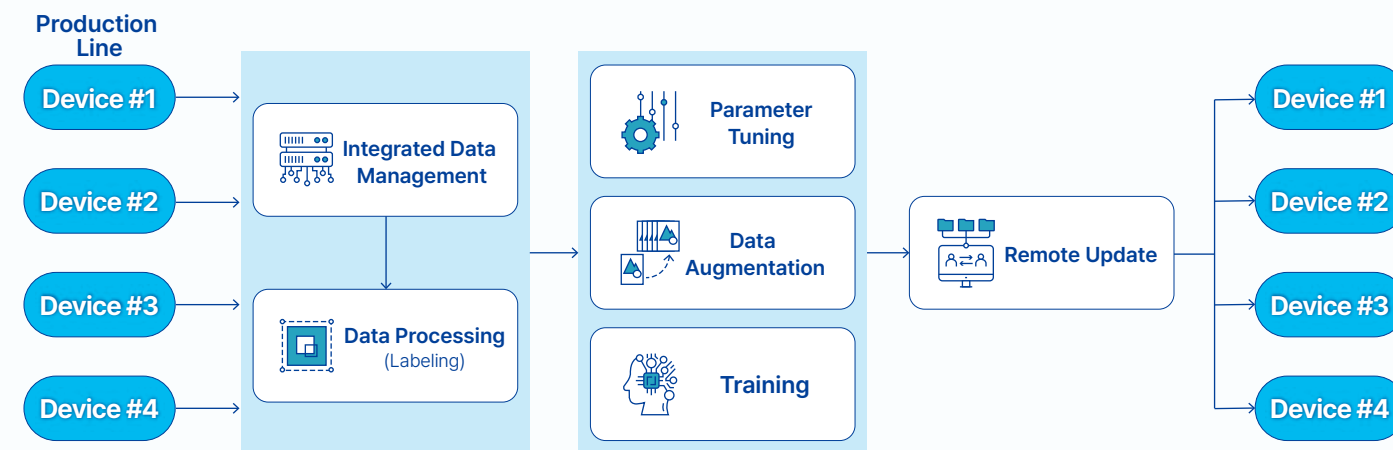 Production
Line
Device #1
Device #2
Device #3
Device #4
Integrated Data
Management
Data Processing
(Labeling)
Parameter
Tuning
Data
Augmentation
Training
Remote Update
Device #1
Device #2
Device #3
Device #4